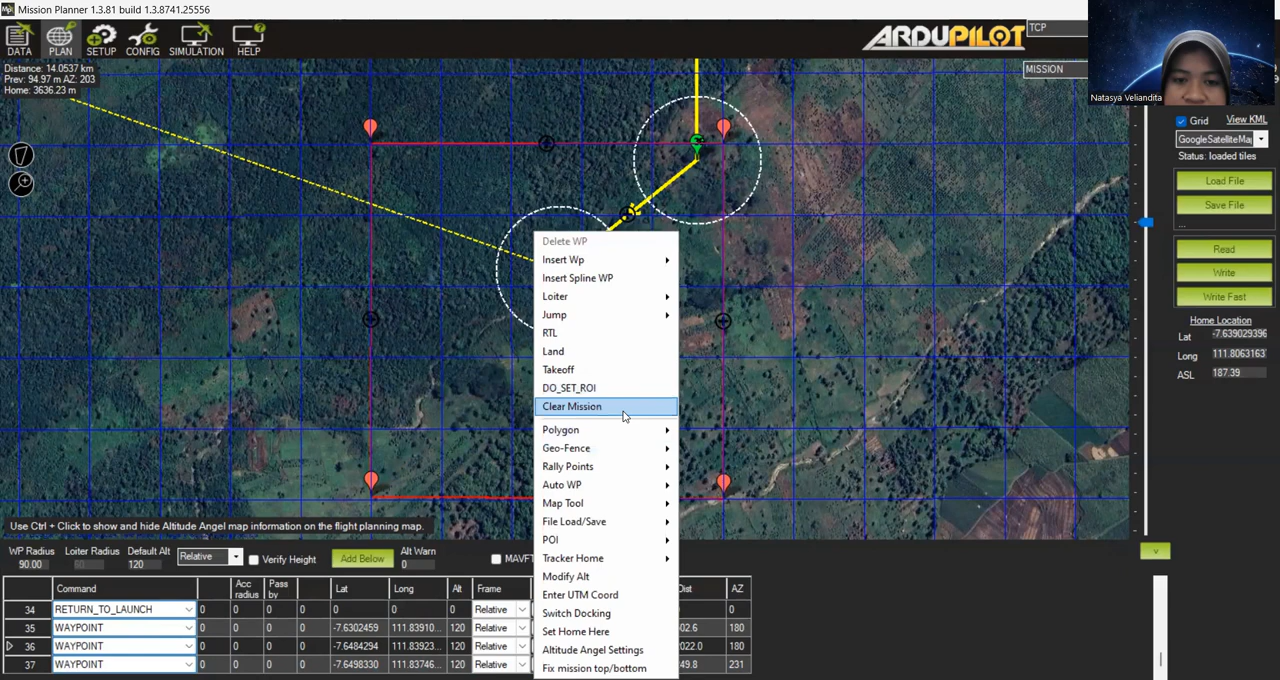 Mission Planner 1.3.81 build 1.3.8741.25556
DATA PLAN SETUP CONFIG SIMULATION HELP
ARDUPILOT TCP
MISSION
Natasya Veliandita
Distance: 14.0537 km
Prev: 94.97 m AZ: 203
Home: 3636.23 m
Grid View KML
GoogleSatelliteMa
Status: loaded tiles
Load File
Save File
...
Read
Write
Write Fast
Home Location
Lat -7.639029396
Long 111.8063163
ASL 187.39
Delete WP
Insert Wp
Insert Spline WP
Loiter
Jump
RTL
Land
Takeoff
DO_SET_ROI
Clear Mission
Polygon
Geo-Fence
Rally Points
Auto WP
Map Tool
File Load/Save
POI
Tracker Home
Modify Alt
Enter UTM Coord
Switch Docking
Set Home Here
Altitude Angel Settings
Fix mission top/bottom
Use Ctrl + Click to show and hide Altitude Angel map information on the flight planning map.
WP Radius Loiter Radius Default Alt
90.00 60 120 Relative Verify Height Add Below Alt Warn 0 MAVFT
v
Command Acc radius Pass by Lat Long Alt Frame Dist AZ
34 RETURN_TO_LAUNCH 0 0 0 0 0 0 Relative 0 0
35 WAYPOINT 0 0 0 -7.6302459 111.83910... 120 Relative 02.6 180
36 WAYPOINT 0 0 0 -7.6484294 111.83923... 120 Relative 2022.0 180
37 WAYPOINT 0 0 0 -7.6498330 111.83746... 120 Relative 49.8 231